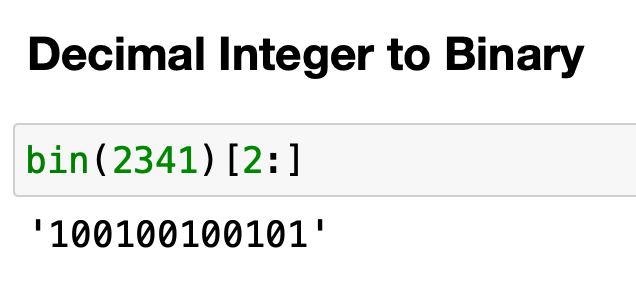 Decimal Integer to Binary
bin(2341)[2:]
'100100100101'